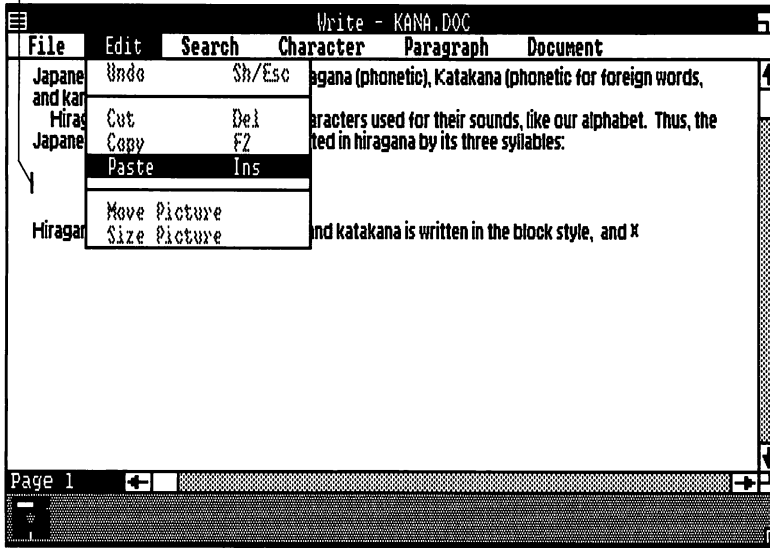 Write - KANA.DOC
File Edit Search Character Paragraph Document
Undo Sh/Esc
Cut Del
Copy F2
Paste Ins
Move Picture
Size Picture
Japane agana (phonetic), Katakana (phonetic for foreign words,
and kan
Hirag aracters used for their sounds, like our alphabet. Thus, the
Japane ted in hiragana by its three syllables:
Hiragan and katakana is written in the block style, and ¤
Page 1